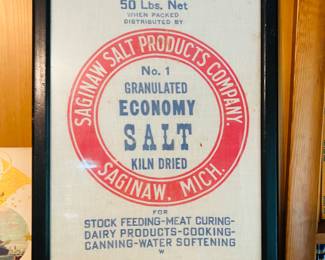 50 Lbs. Net
WHEN PACKED
DISTRIBUTED BY
SAGINAW SALT PRODUCTS COMPANY.
No. 1
GRANULATED
ECONOMY
SALT
KILN DRIED
SAGINAW, MICH.
FOR
STOCK FEEDING-MEAT CURING-
DAIRY PRODUCTS-COOKING-
CANNING-WATER SOFTENING
W